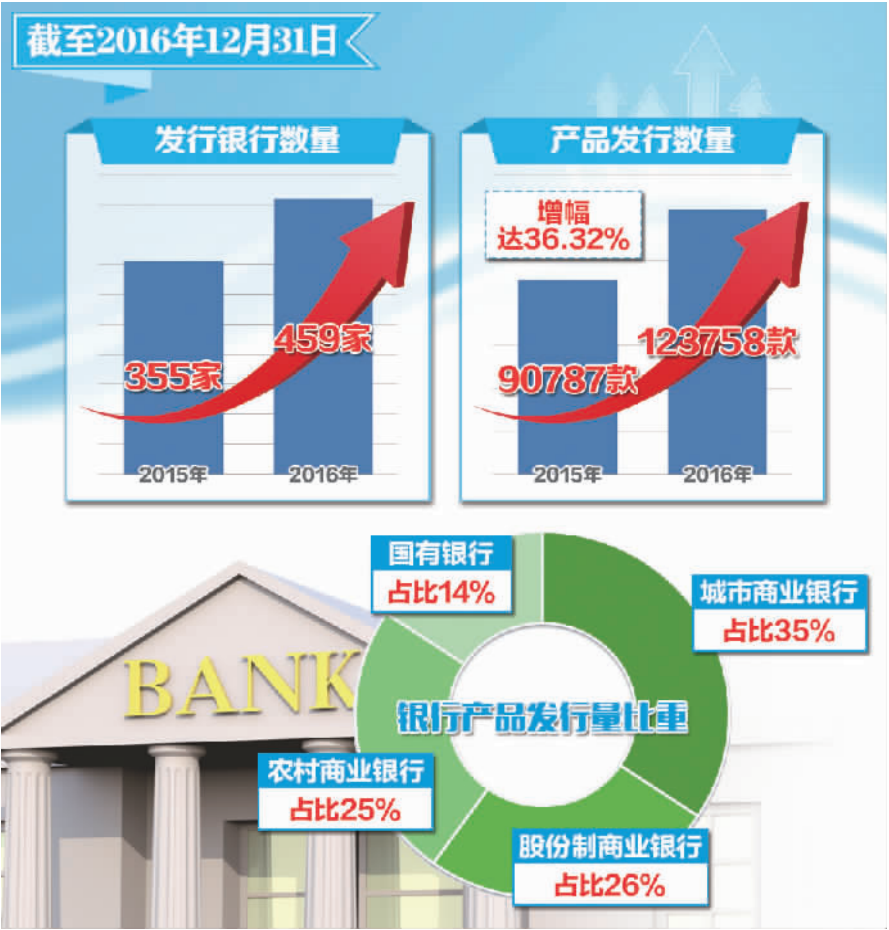 截至2016年12月31日
发行银行数量
355家
459家
2015年
2016年
产品发行数量
增幅
达36.32%
90787款
123758款
2015年
2016年
国有银行
占比14%
城市商业银行
占比35%
BANK
银行产品发行量比重
农村商业银行
占比25%
股份制商业银行
占比26%